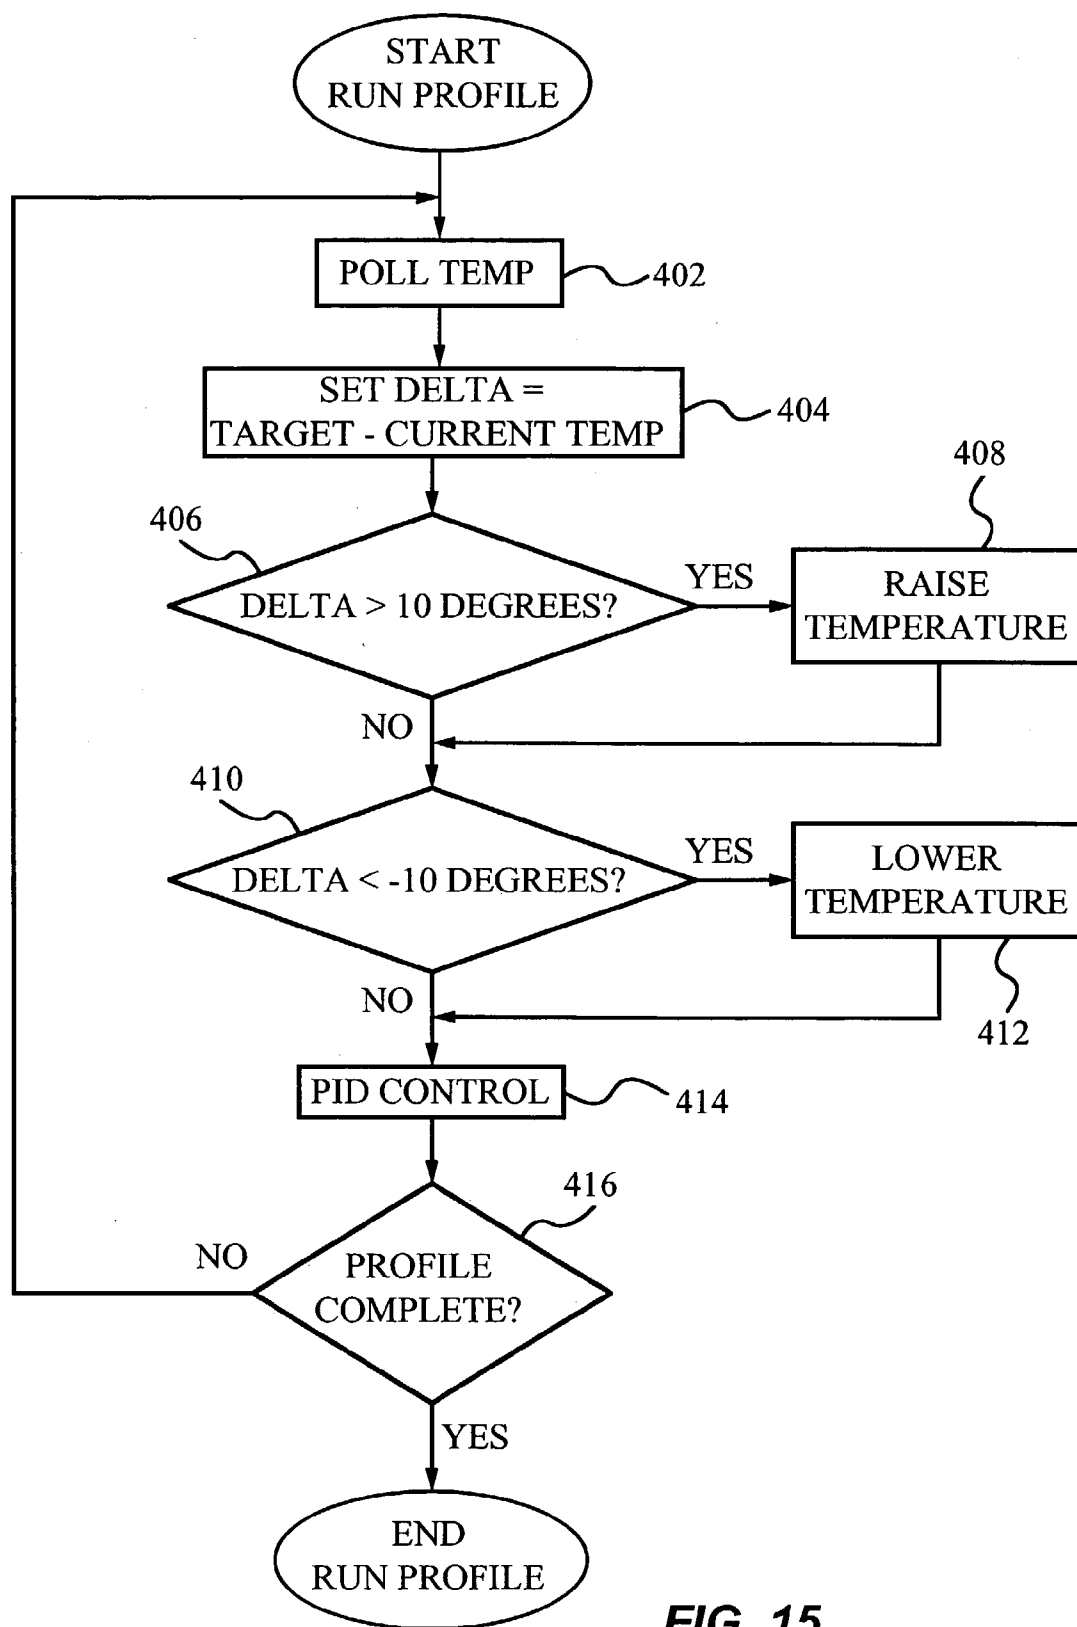 START
RUN PROFILE
POLL TEMP
402
SET DELTA =
TARGET - CURRENT TEMP
404
408
406
DELTA > 10 DEGREES?
YES
RAISE
TEMPERATURE
NO
410
DELTA < -10 DEGREES?
YES
LOWER
TEMPERATURE
NO
412
PID CONTROL
414
416
NO
PROFILE
COMPLETE?
YES
END
RUN PROFILE
FIG. 15